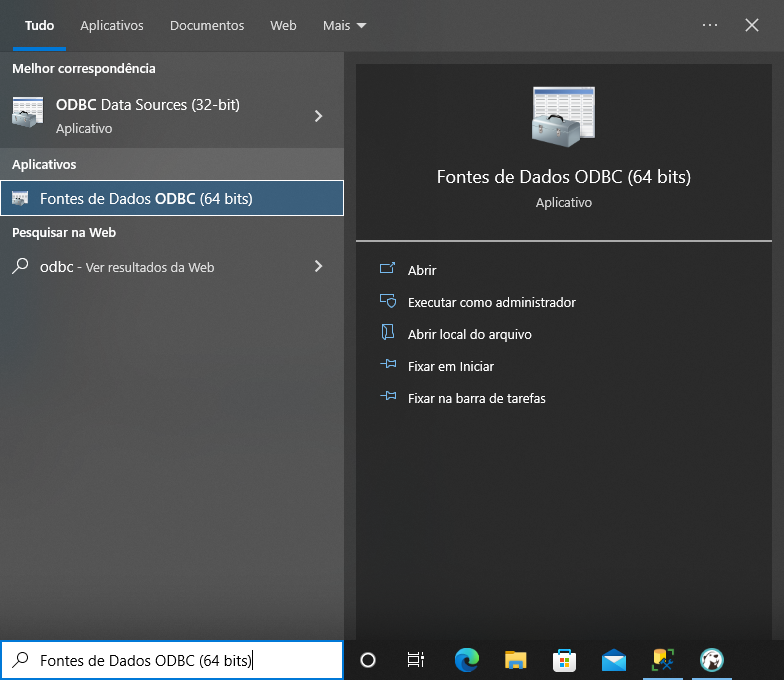 Tudo Aplicativos Documentos Web Mais ...
Melhor correspondência
ODBC Data Sources (32-bit)
Aplicativo
Aplicativos
Fontes de Dados ODBC (64 bits)
Pesquisar na Web
odbc - Ver resultados da Web
Fontes de Dados ODBC (64 bits)
Aplicativo
Abrir
Executar como administrador
Abrir local do arquivo
Fixar em Iniciar
Fixar na barra de tarefas
Fontes de Dados ODBC (64 bits)